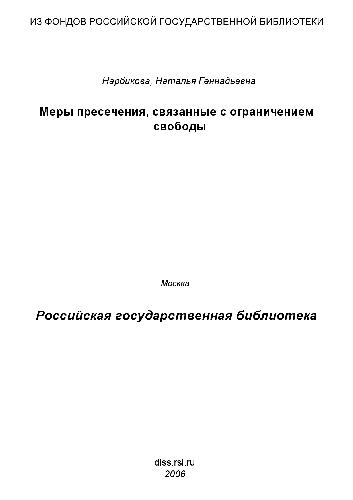 ИЗ ФОНДОВ РОССИЙСКОЙ ГОСУДАРСТВЕННОЙ БИБЛИОТЕКИ
Нарбикова, Наталья Геннадьевна
Меры пресечения, связанные с ограничением
свободы
Москва
Российская государственная библиотека
diss.rsl.ru
2006